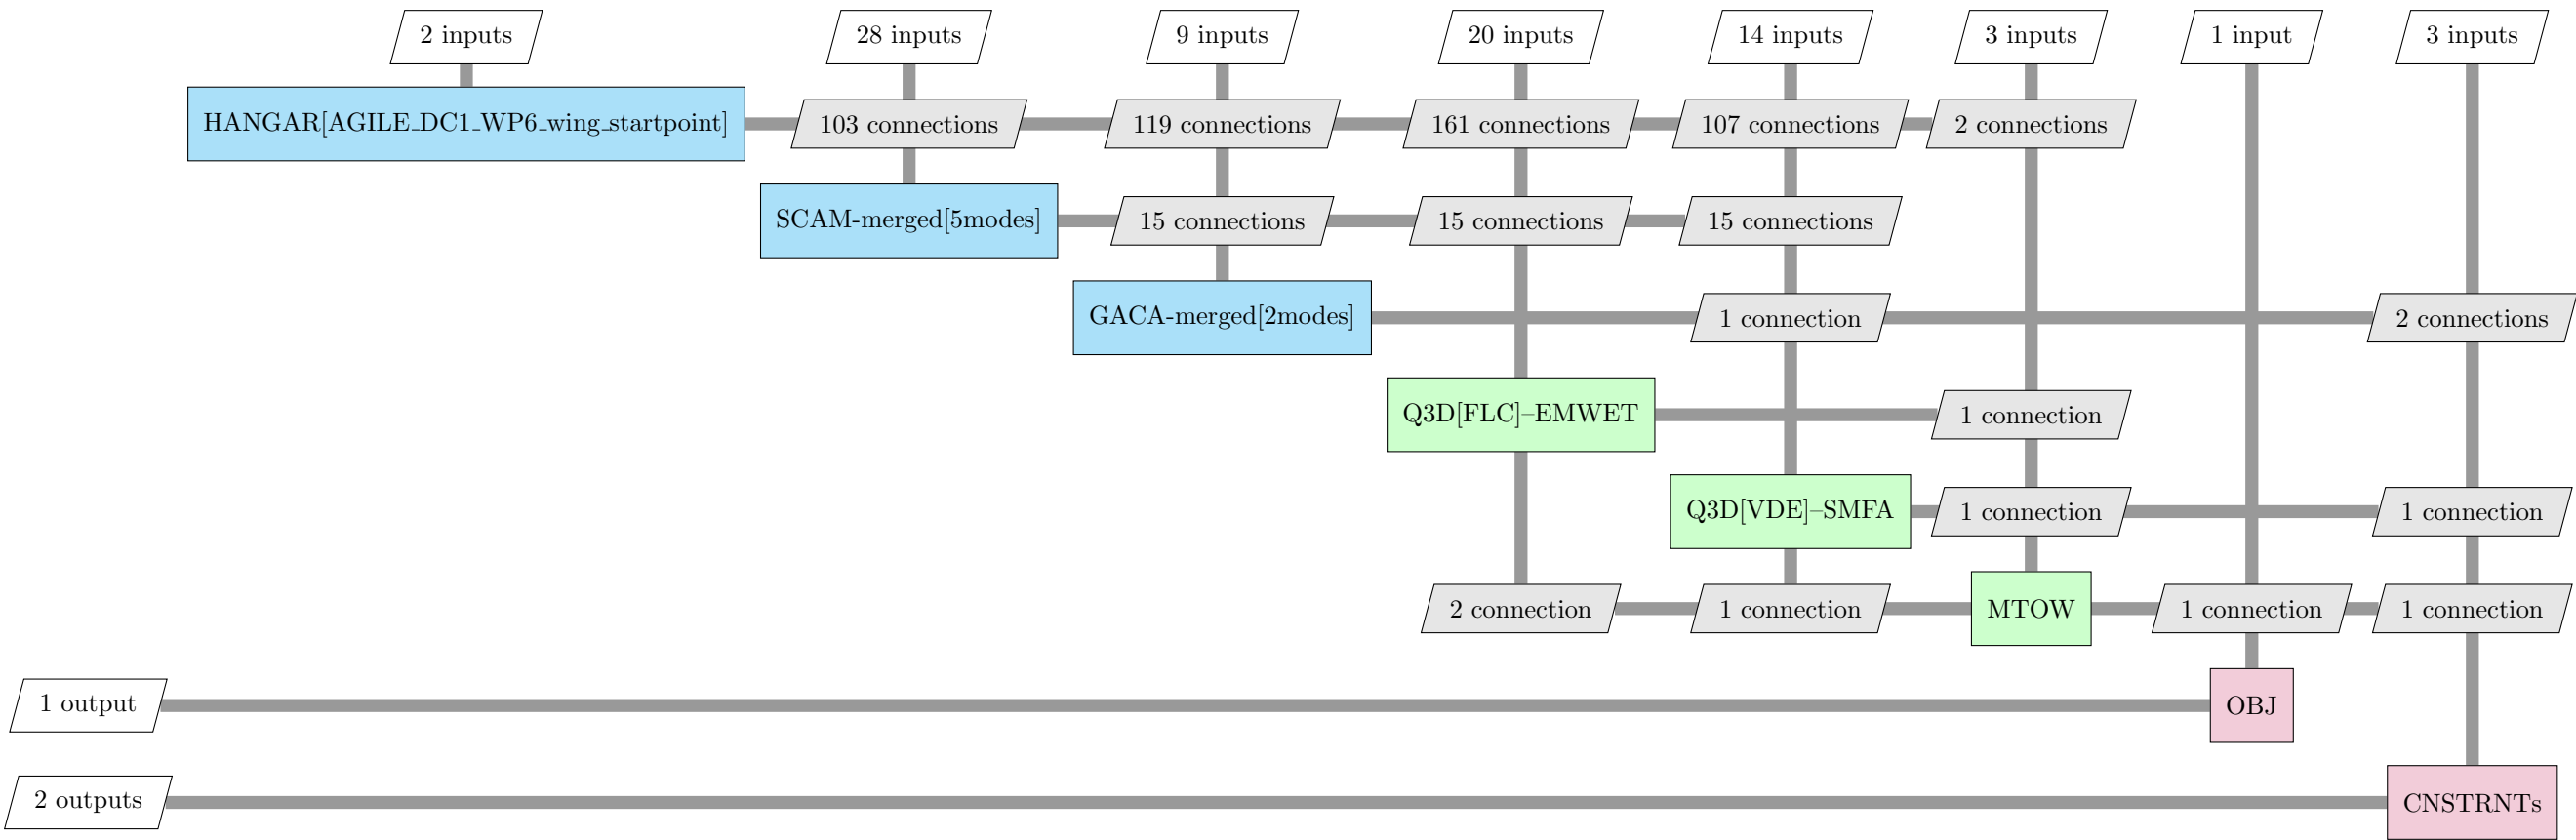 2 inputs
28 inputs
9 inputs
20 inputs
14 inputs
3 inputs
1 input
3 inputs
HANGAR[AGILE_DC1_WP6_wing_startpoint]
103 connections
119 connections
161 connections
107 connections
2 connections
SCAM-merged[5modes]
15 connections
15 connections
15 connections
GACA-merged[2modes]
1 connection
2 connections
Q3D[FLC]–EMWET
1 connection
Q3D[VDE]–SMFA
1 connection
1 connection
2 connection
1 connection
MTOW
1 connection
1 connection
1 output
OBJ
2 outputs
CNSTRNTs